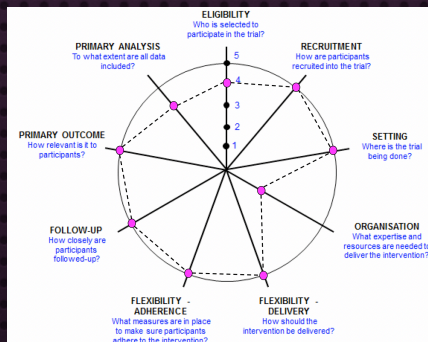 ELIGIBILITY
Who is selected to
participate in the trial?
PRIMARY ANALYSIS
To what extent are all data
included?
RECRUITMENT
How are participants
recruited into the trial?
5
4
3
2
1
PRIMARY OUTCOME
How relevant is it to
participants?
SETTING
Where is the trial
being done?
FOLLOW-UP
How closely are
participants
followed-up?
ORGANISATION
What expertise and
resources are needed to
deliver the intervention?
FLEXIBILITY -
ADHERENCE
What measures are in place
to make sure participants
adhere to the intervention?
FLEXIBILITY -
DELIVERY
How should the
intervention be delivered?